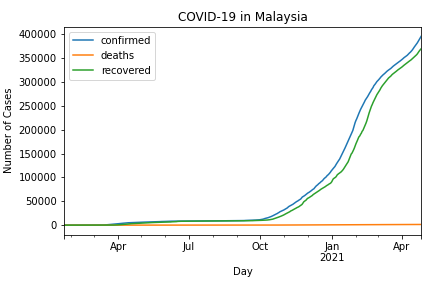 COVID-19 in Malaysia
confirmed
deaths
recovered
Number of Cases
400000
350000
300000
250000
200000
150000
100000
50000
0
Apr
Jul
Oct
Jan
2021
Apr
Day